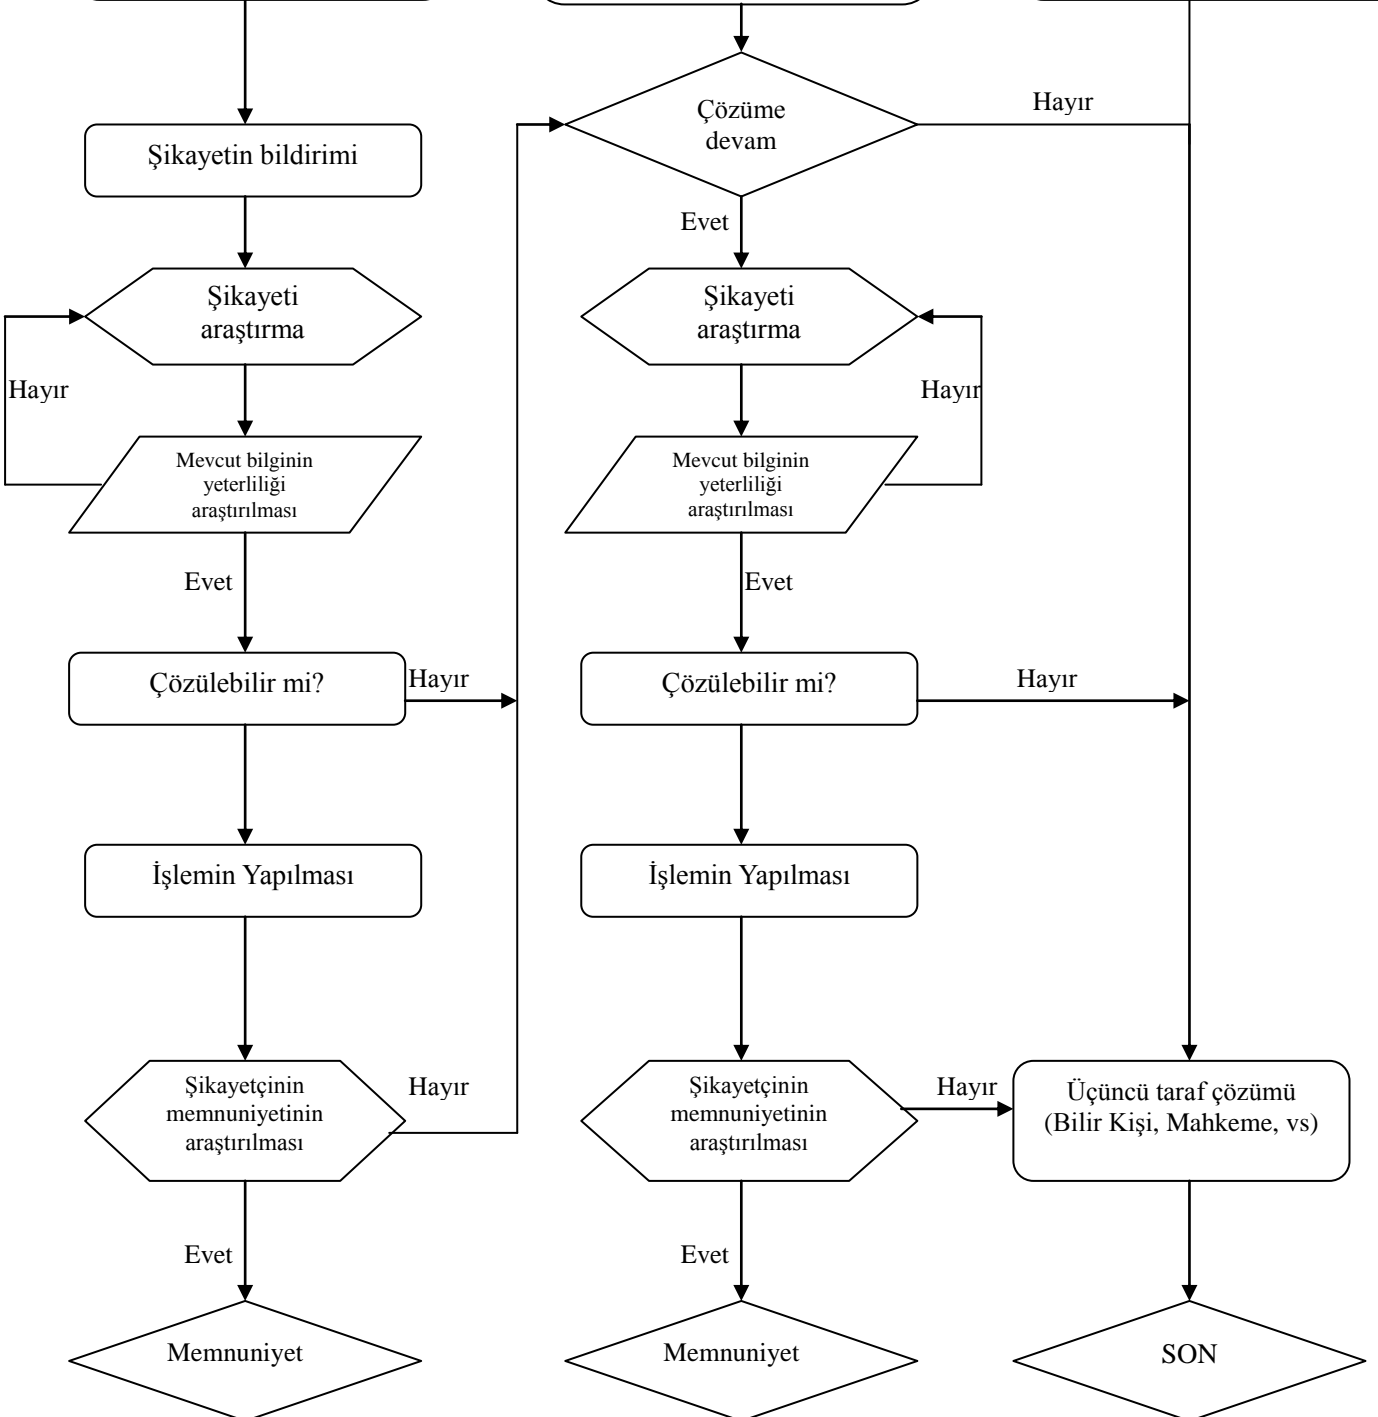 Çözüme
devam
Hayır
Şikayetin bildirimi
Evet
Şikayeti
araştırma
Şikayeti
araştırma
Hayır
Hayır
Mevcut bilginin
yeterliliği
araştırılması
Mevcut bilginin
yeterliliği
araştırılması
Evet
Evet
Çözülebilir mi?
Hayır
Çözülebilir mi?
Hayır
İşlemin Yapılması
İşlemin Yapılması
Şikayetçinin
memnuniyetinin
araştırılması
Hayır
Şikayetçinin
memnuniyetinin
araştırılması
Hayır
Üçüncü taraf çözümü
(Bilir Kişi, Mahkeme, vs)
Evet
Evet
Memnuniyet
Memnuniyet
SON